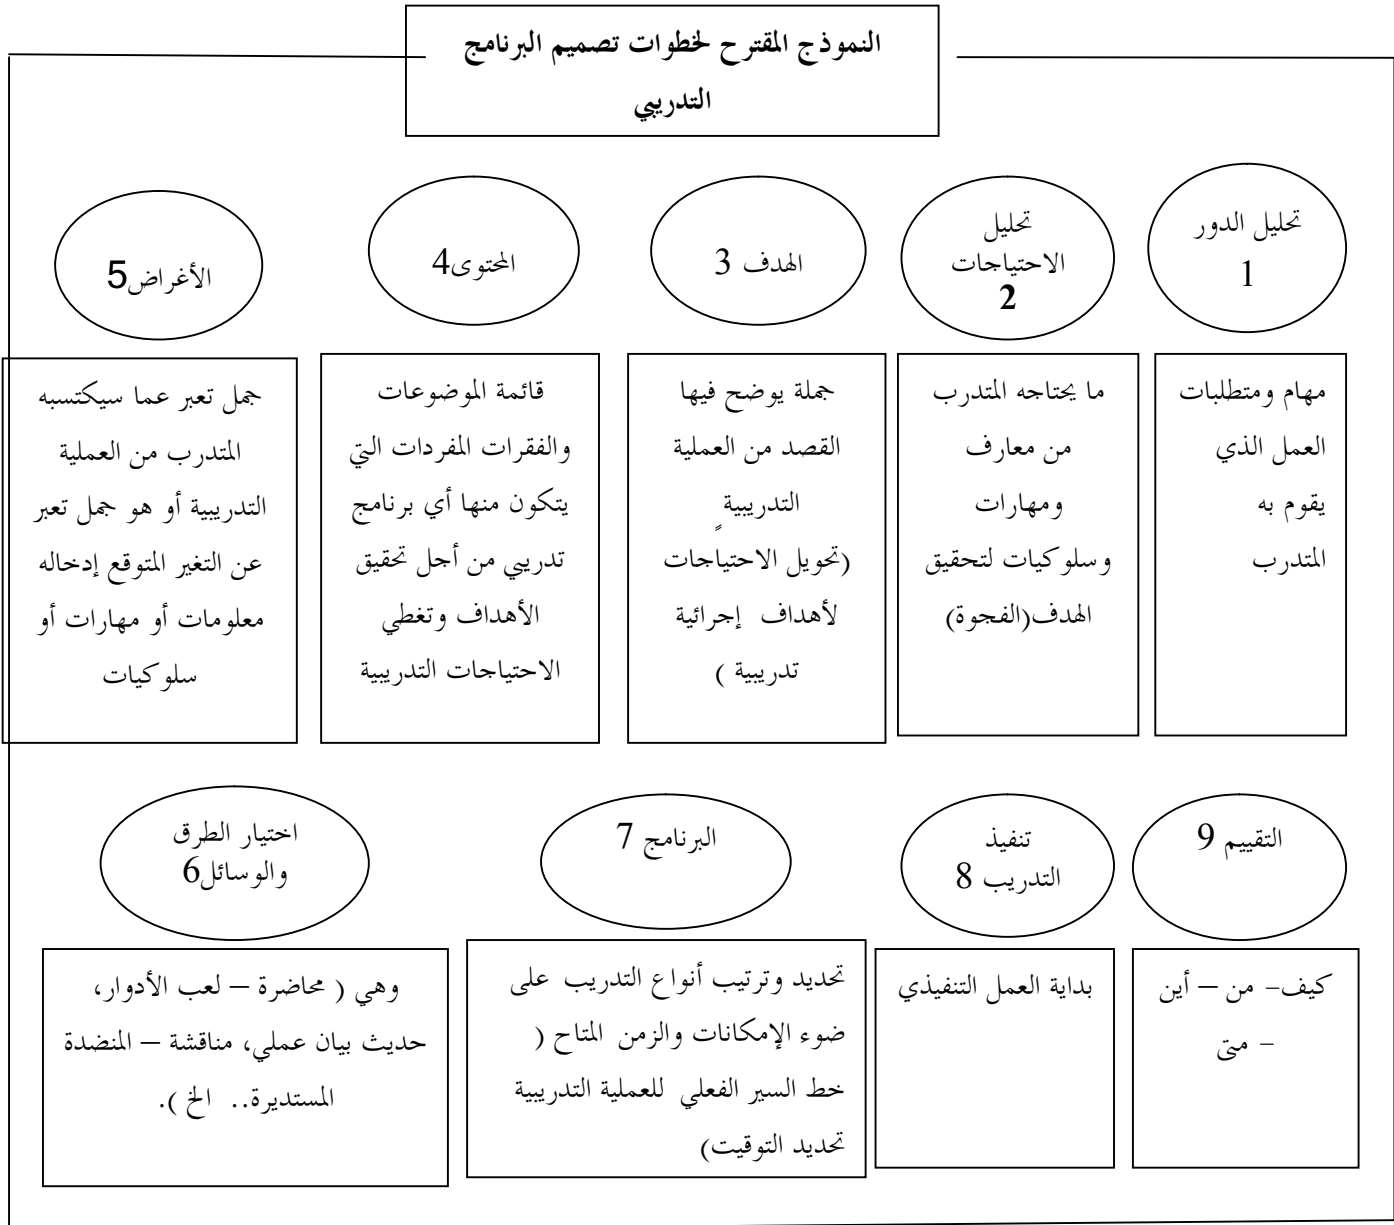 النموذج المقترح لخطوات تصميم البرنامج
التدريبي
تحليل الدور
1
تحليل
الاحتياجات
2
الهدف 3
المحتوى4
الأغراض5
مهام ومتطلبات
العمل الذي
يقوم به
المتدرب
ما يحتاجه المتدرب
من معارف
ومهارات
وسلوكيات لتحقيق
الهدف(الفجوة)
جملة يوضح فيها
القصد من العملية
التدريبية
(تحويل الاحتياجات
لأهداف إجرائية
تدريبية )
قائمة الموضوعات
والفقرات المفردات التي
يتكون منها أي برنامج
تدريبي من أجل تحقيق
الأهداف وتغطي
الاحتياجات التدريبية
جمل تعبر عما سيكتسبه
المتدرب من العملية
التدريبية أو هو جمل تعبر
عن التغير المتوقع إدخاله
معلومات أو مهارات أو
سلوكيات
اختيار الطرق
والوسائل6
البرنامج 7
تنفيذ
التدريب 8
التقييم 9
وهي ( محاضرة – لعب الأدوار،
حديث بيان عملي، مناقشة – المنضدة
المستديرة.. الخ ).
تحديد وترتيب أنواع التدريب على
ضوء الإمكانات والزمن المتاح (
خط السير الفعلي للعملية التدريبية
تحديد التوقيت)
بداية العمل التنفيذي
كيف- من – أين
- متى